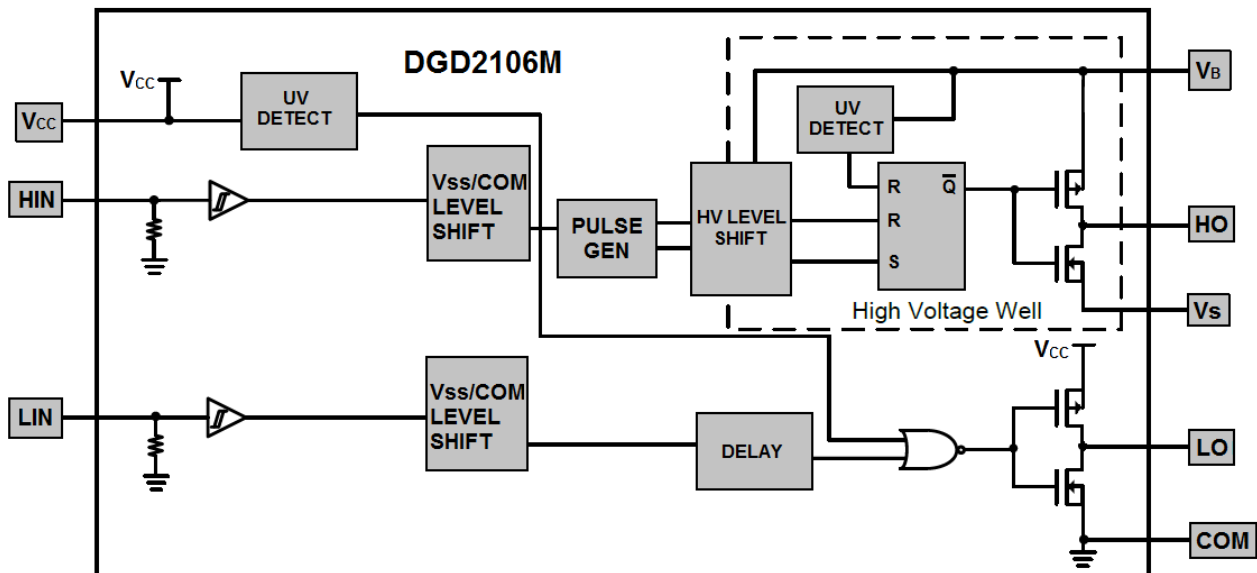 DGD2106M
VCC
VCC
UV
DETECT
UV
DETECT
VB
HIN
Vss/COM
LEVEL
SHIFT
PULSE
GEN
HV LEVEL
SHIFT
R Q̅
R
S
HO
High Voltage Well
Vs
VCC
LIN
Vss/COM
LEVEL
SHIFT
DELAY
LO
COM